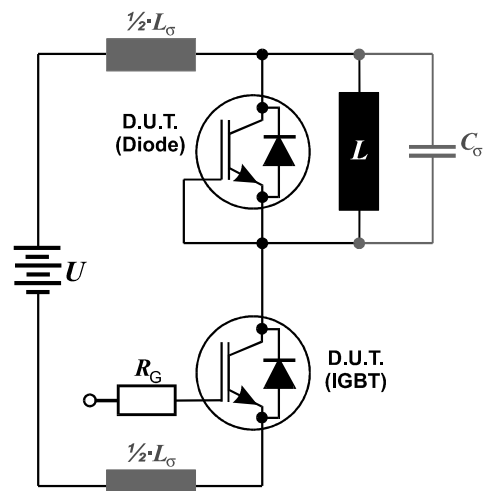 ½·Lσ
D.U.T.
(Diode)
L
Cσ
U
RG
D.U.T.
(IGBT)
½·Lσ